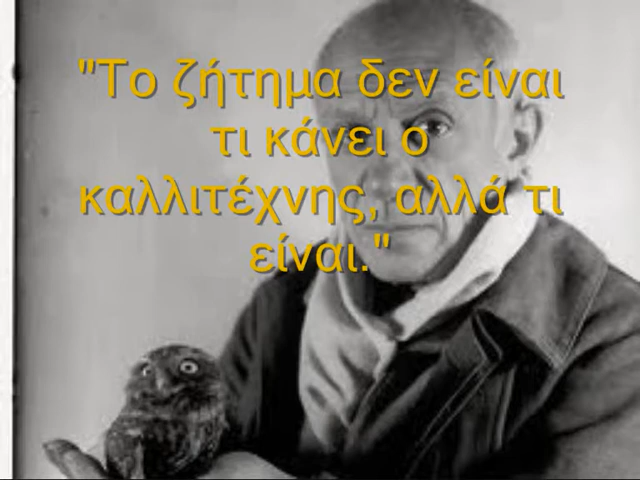 "Το ζήτημα δεν είναι
τι κάνει ο
καλλιτέχνης, αλλά τι
είναι."